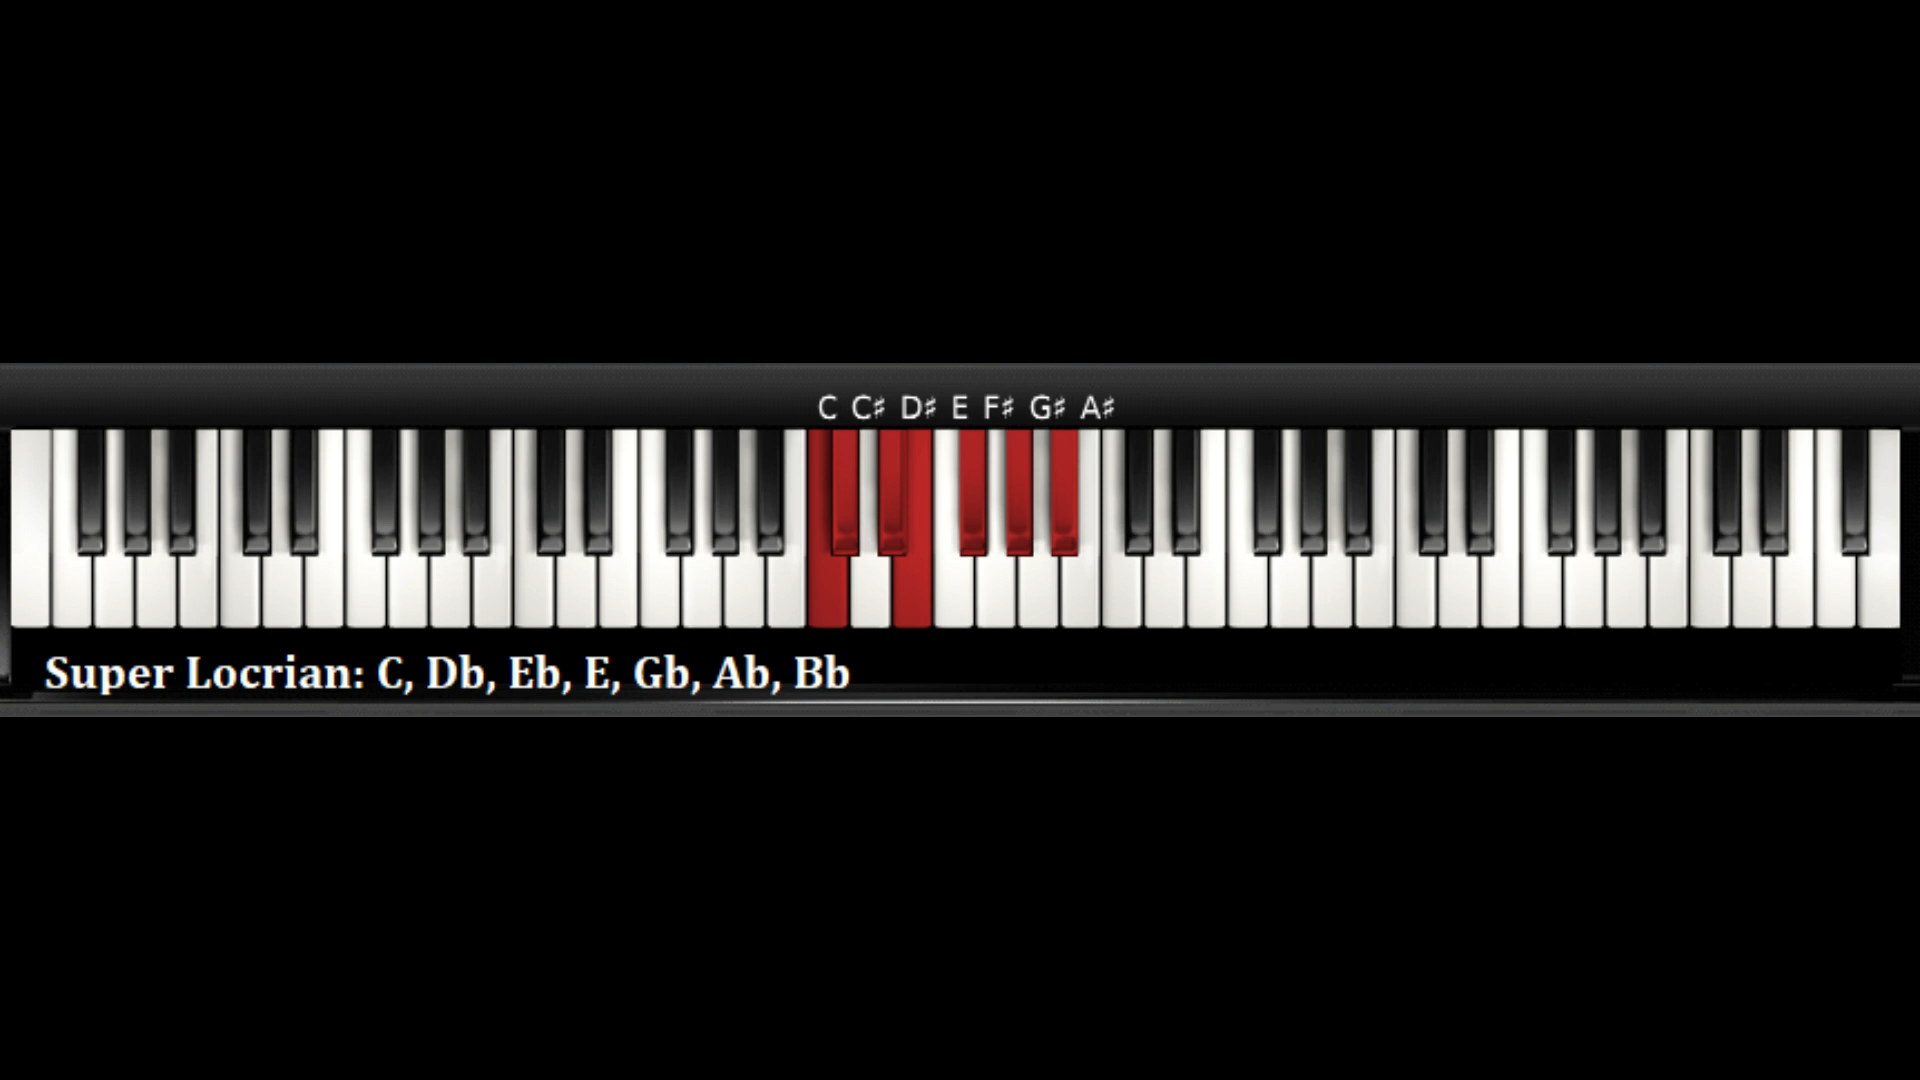 C C♯ D♯ E F♯ G♯ A♯
Super Locrian: C, Db, Eb, E, Gb, Ab, Bb